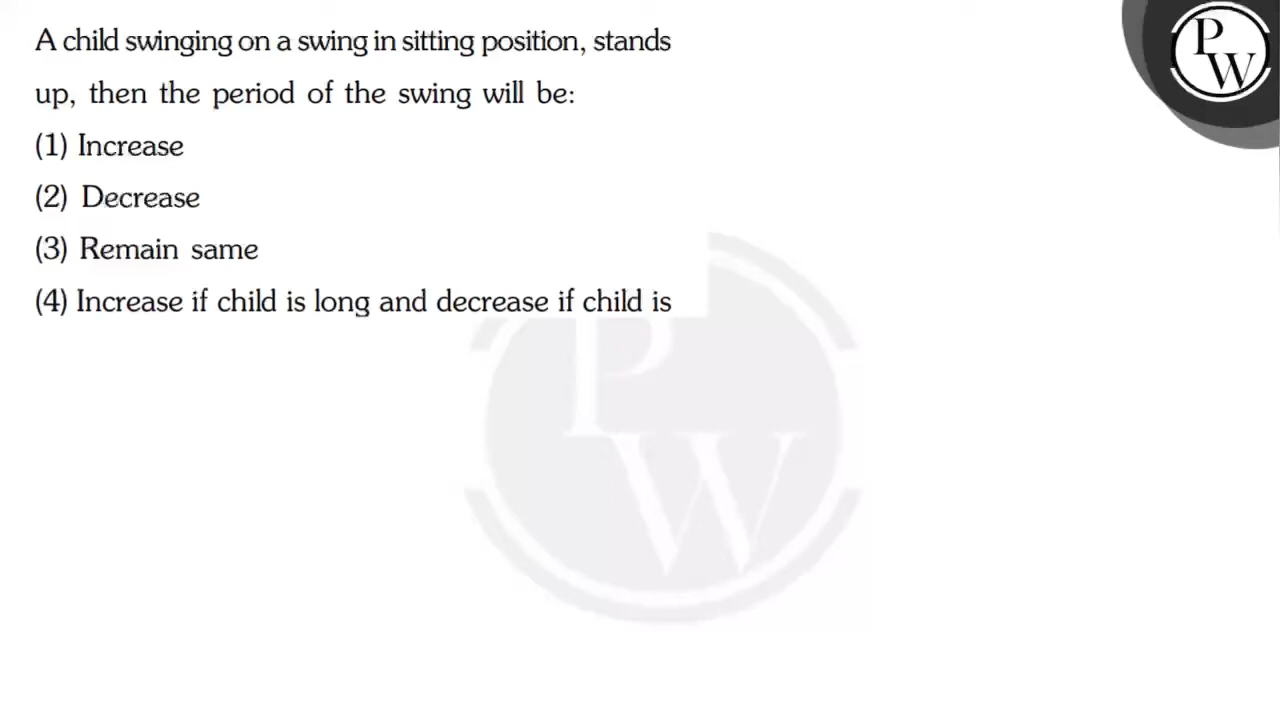 A child swinging on a swing in sitting position, stands
up, then the period of the swing will be:
(1) Increase
(2) Decrease
(3) Remain same
(4) Increase if child is long and decrease if child is
P
W
P
W